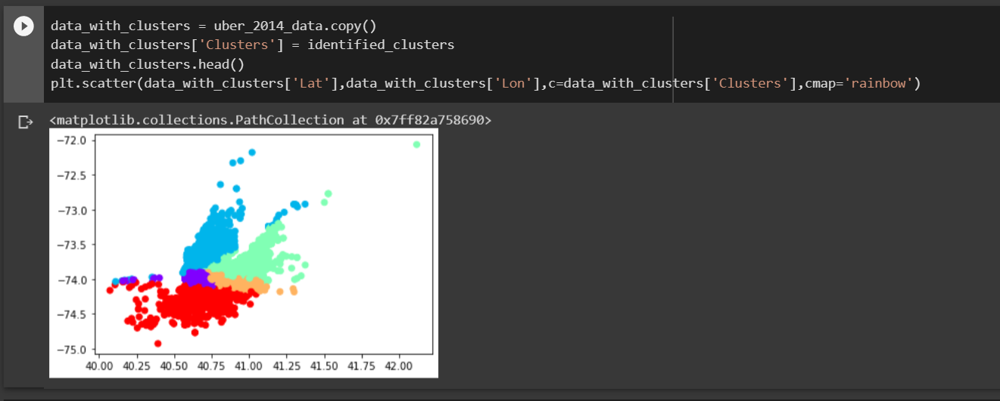 data_with_clusters = uber_2014_data.copy()
data_with_clusters['Clusters'] = identified_clusters
data_with_clusters.head()
plt.scatter(data_with_clusters['Lat'],data_with_clusters['Lon'],c=data_with_clusters['Clusters'],cmap='rainbow')
<matplotlib.collections.PathCollection at 0x7ff82a758690>
−72.0
−72.5
−73.0
−73.5
−74.0
−74.5
−75.0
40.00 40.25 40.50 40.75 41.00 41.25 41.50 41.75 42.00